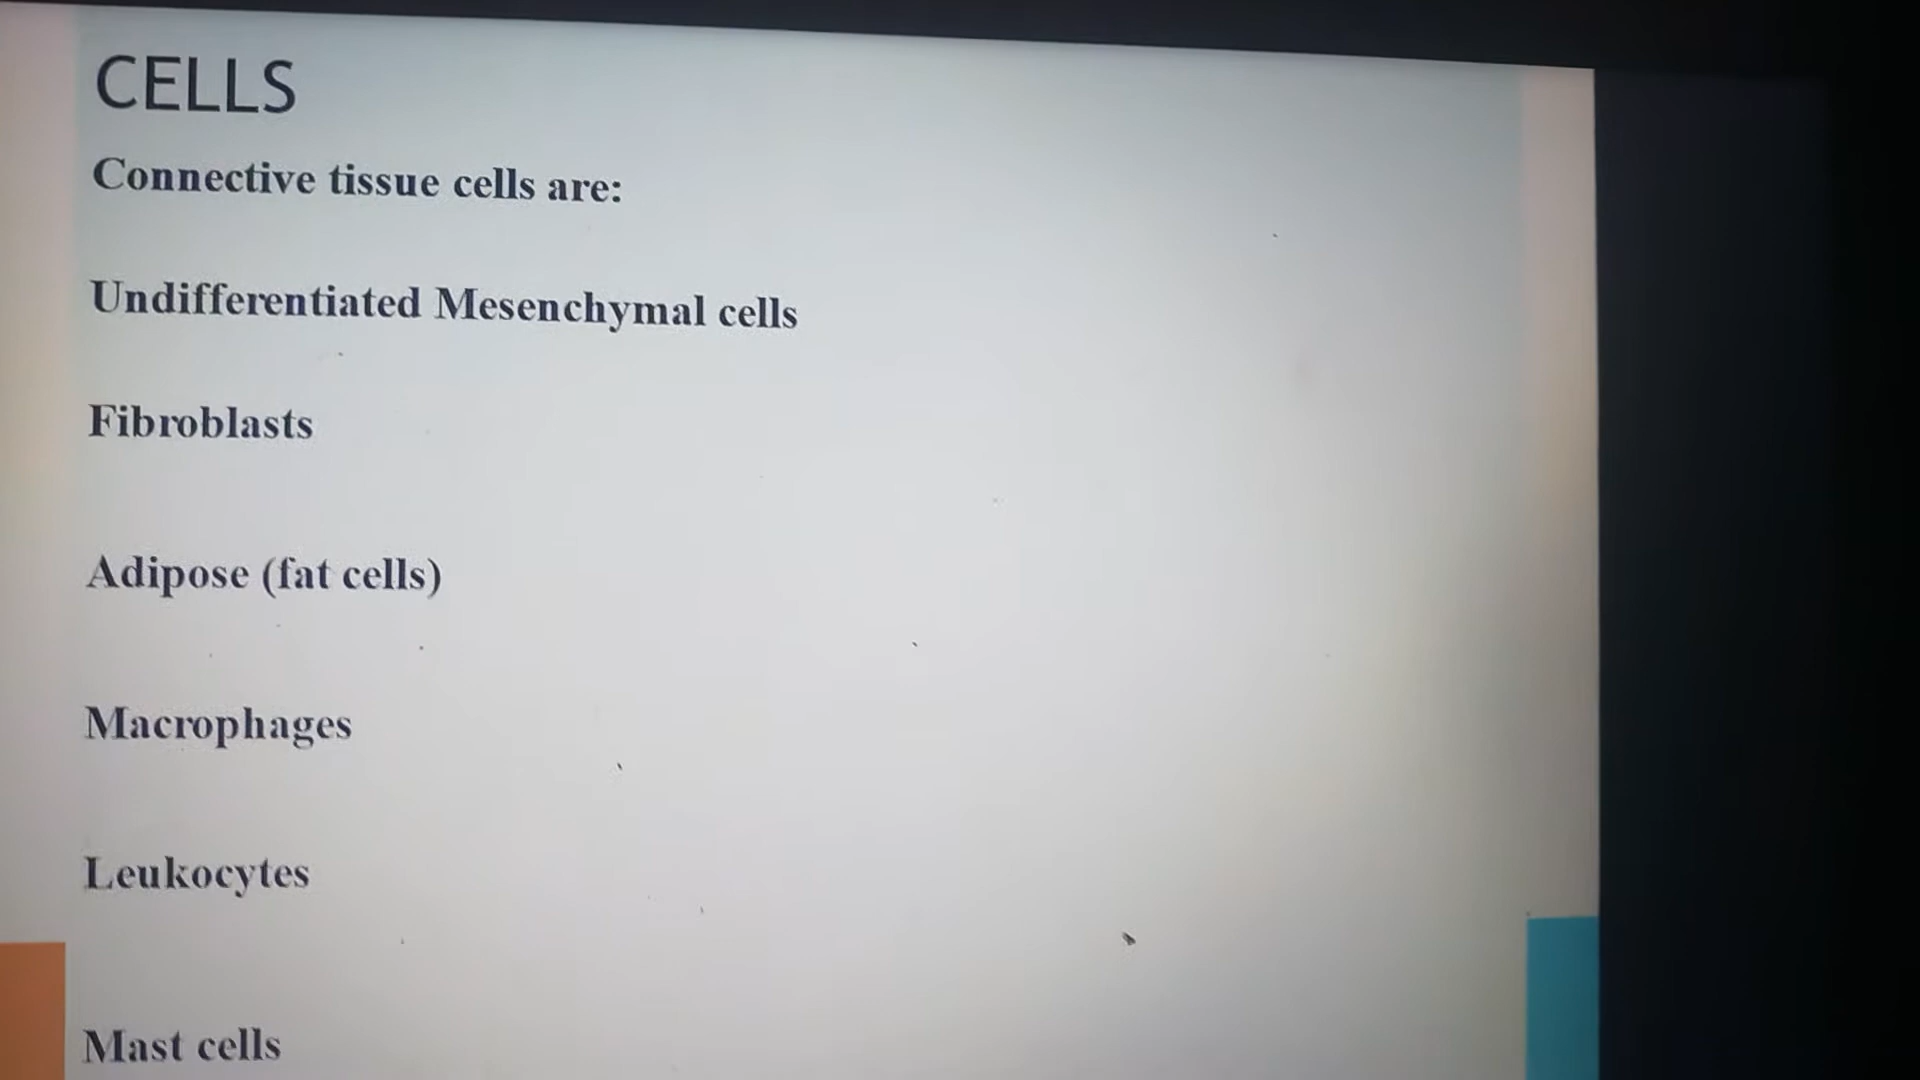 CELLS
Connective tissue cells are:
Undifferentiated Mesenchymal cells
Fibroblasts
Adipose (fat cells)
Macrophages
Leukocytes
Mast cells